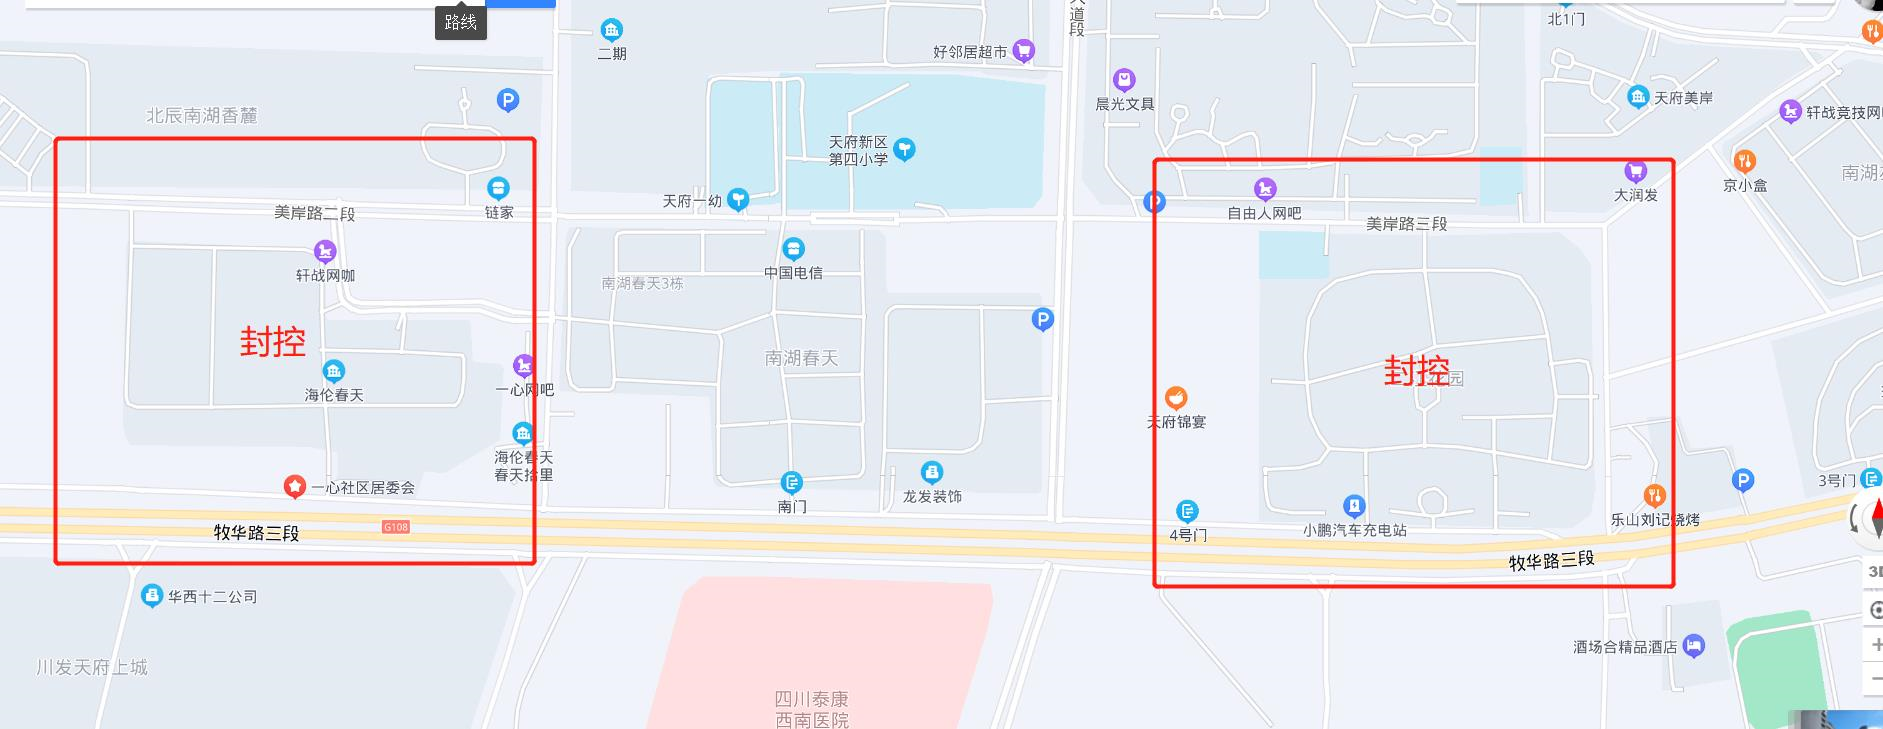 路线
大道段
北1门
二期
好邻居超市
晨光文具
天府美岸
北辰南湖香麓
轩战竞技网
天府新区
第四小学
京小盒
天府一幼
链家
美岸路二段
自由人网吧
大润发
美岸路三段
轩战网咖
中国电信
南湖春天3栋
封控
南湖春天
封控
花园
海伦春天
一心网吧
天府锦宴
海伦春天
春天拾里
一心社区居委会
龙发装饰
南门
3号门
乐山刘记烧烤
4号门
小鹏汽车充电站
牧华路三段
G108
牧华路三段
华西十二公司
川发天府上城
酒场合精品酒店
四川泰康
西南医院